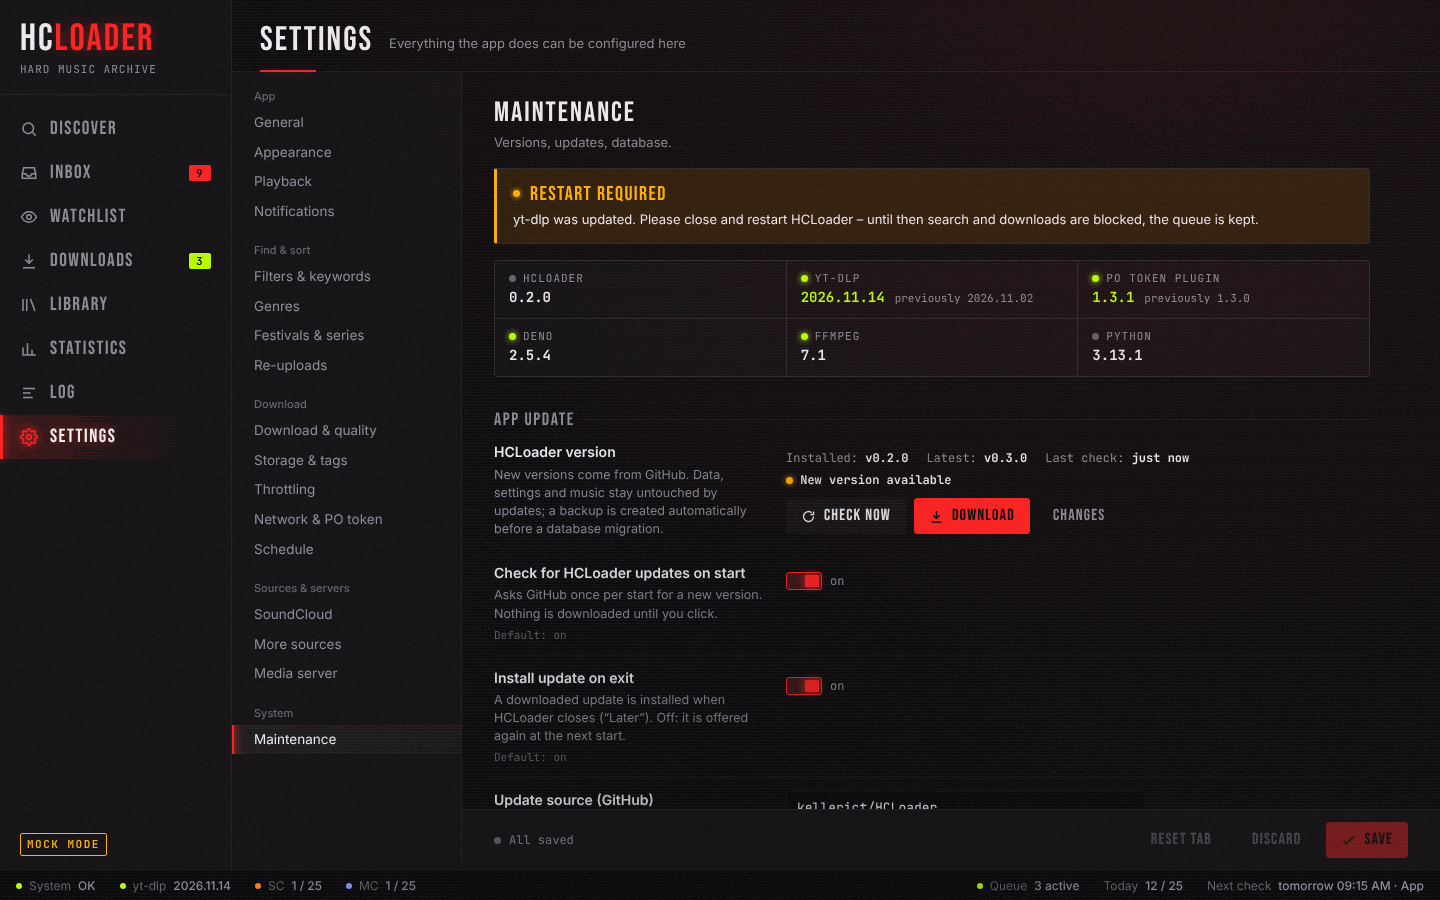 HCLOADER
HARD MUSIC ARCHIVE
DISCOVER
INBOX 9
WATCHLIST
DOWNLOADS 3
LIBRARY
STATISTICS
LOG
SETTINGS
MOCK MODE
SETTINGS Everything the app does can be configured here
App
General
Appearance
Playback
Notifications
Find & sort
Filters & keywords
Genres
Festivals & series
Re-uploads
Download
Download & quality
Storage & tags
Throttling
Network & PO token
Schedule
Sources & servers
SoundCloud
More sources
Media server
System
Maintenance
MAINTENANCE
Versions, updates, database.
RESTART REQUIRED
yt-dlp was updated. Please close and restart HCLoader – until then search and downloads are blocked, the queue is kept.
HCLOADER
0.2.0
YT-DLP
2026.11.14 previously 2026.11.02
PO TOKEN PLUGIN
1.3.1 previously 1.3.0
DENO
2.5.4
FFMPEG
7.1
PYTHON
3.13.1
APP UPDATE
HCLoader version
New versions come from GitHub. Data,
settings and music stay untouched by
updates; a backup is created automatically
before a database migration.
Installed: v0.2.0 Latest: v0.3.0 Last check: just now
New version available
CHECK NOW DOWNLOAD CHANGES
Check for HCLoader updates on start
Asks GitHub once per start for a new version.
Nothing is downloaded until you click.
Default: on
on
Install update on exit
A downloaded update is installed when
HCLoader closes (“Later”). Off: it is offered
again at the next start.
Default: on
on
Update source (GitHub)
kellerict/HCLoader
All saved
RESET TAB DISCARD SAVE
System OK yt-dlp 2026.11.14 SC 1 / 25 MC 1 / 25 Queue 3 active Today 12 / 25 Next check tomorrow 09:15 AM · App